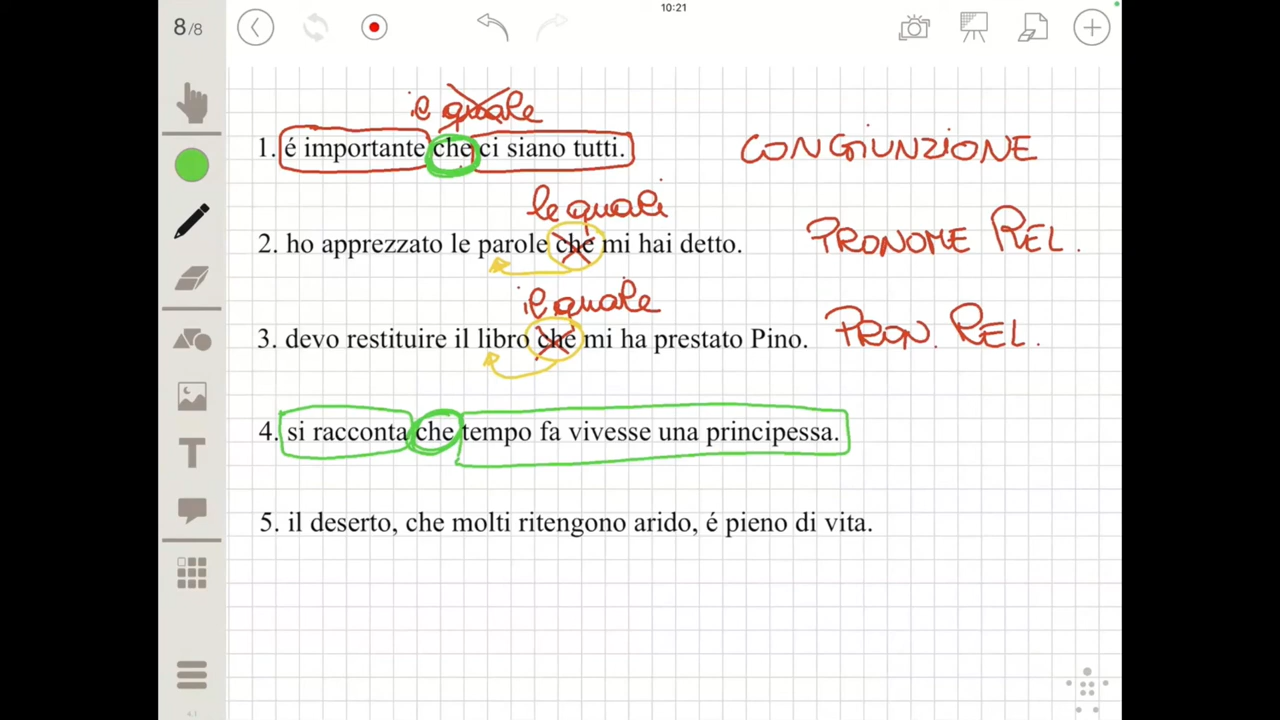 10:21
8/8
il quale
1. é importante che ci siano tutti. CONGIUNZIONE
le quali
2. ho apprezzato le parole che mi hai detto. PRONOME REL.
il quale
3. devo restituire il libro che mi ha prestato Pino. PRON. REL.
4. si racconta che tempo fa vivesse una principessa.
5. il deserto, che molti ritengono arido, é pieno di vita.
T